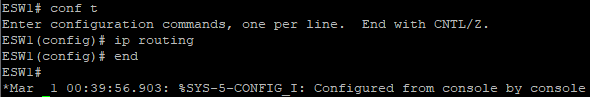 ESW1# conf t
Enter configuration commands, one per line.  End with CNTL/Z.
ESW1(config)# ip routing
ESW1(config)# end
ESW1#
*Mar  1 00:39:56.903: %SYS-5-CONFIG_I: Configured from console by console